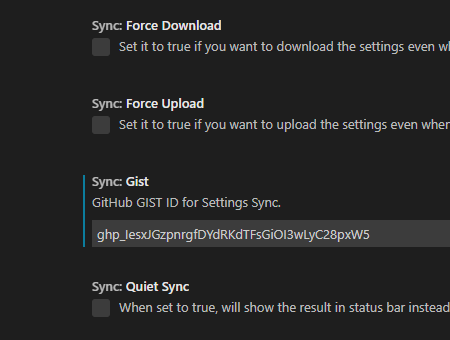 Sync: Force Download
Set it to true if you want to download the settings even
Sync: Force Upload
Set it to true if you want to upload the settings even when
Sync: Gist
GitHub GIST ID for Settings Sync.
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
Sync: Quiet Sync
When set to true, will show the result in status bar instead